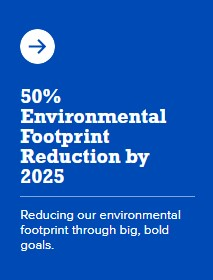 50%
Environmental
Footprint
Reduction by
2025
Reducing our environmental
footprint through big, bold
goals.